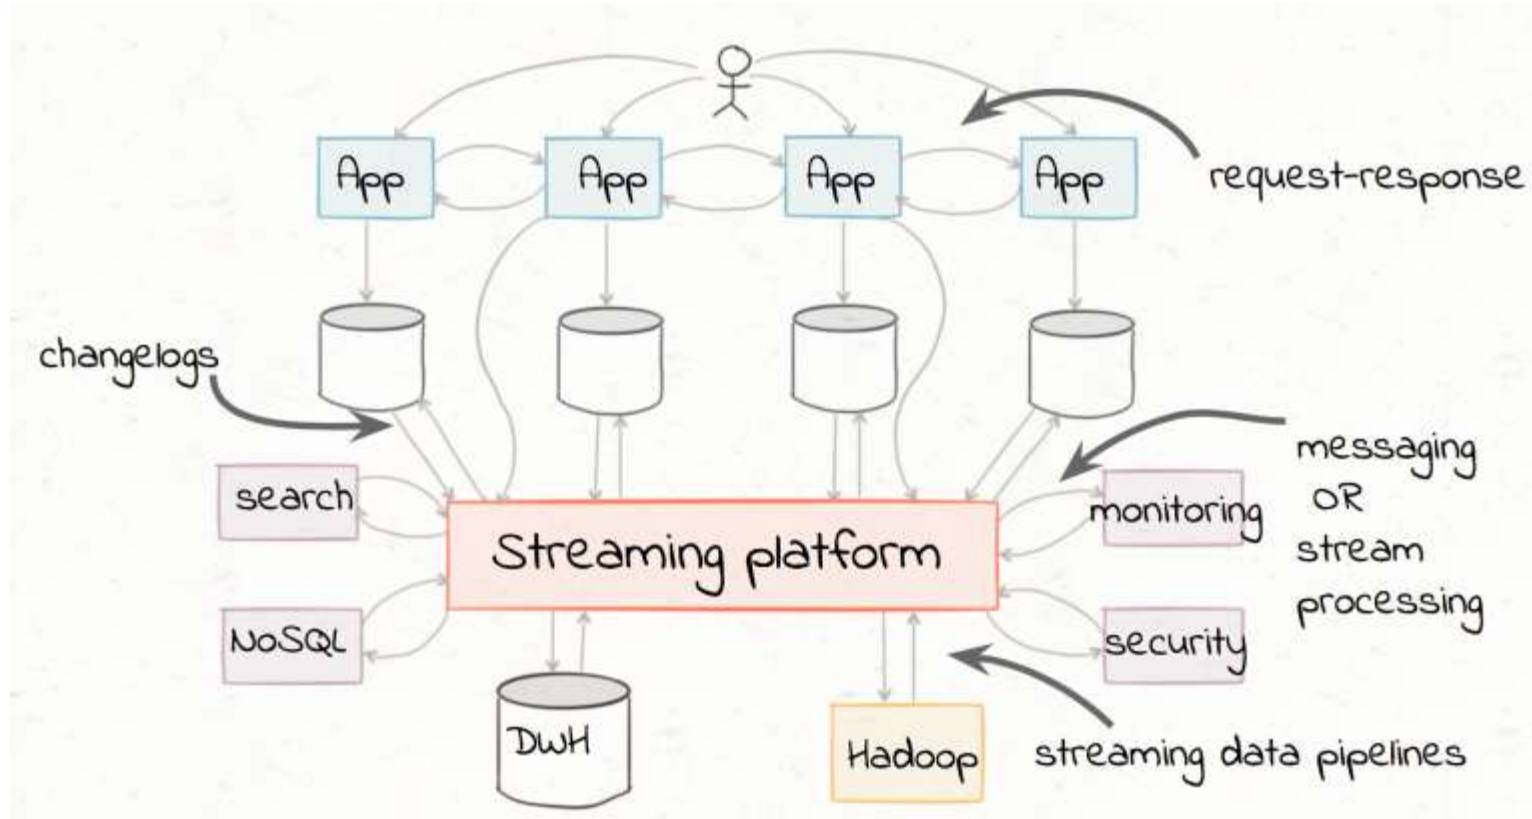 App
App
App
App
request-response
changelogs
search
Streaming platform
monitoring
messaging
OR
stream
processing
NoSQL
security
DWH
Hadoop
streaming data pipelines